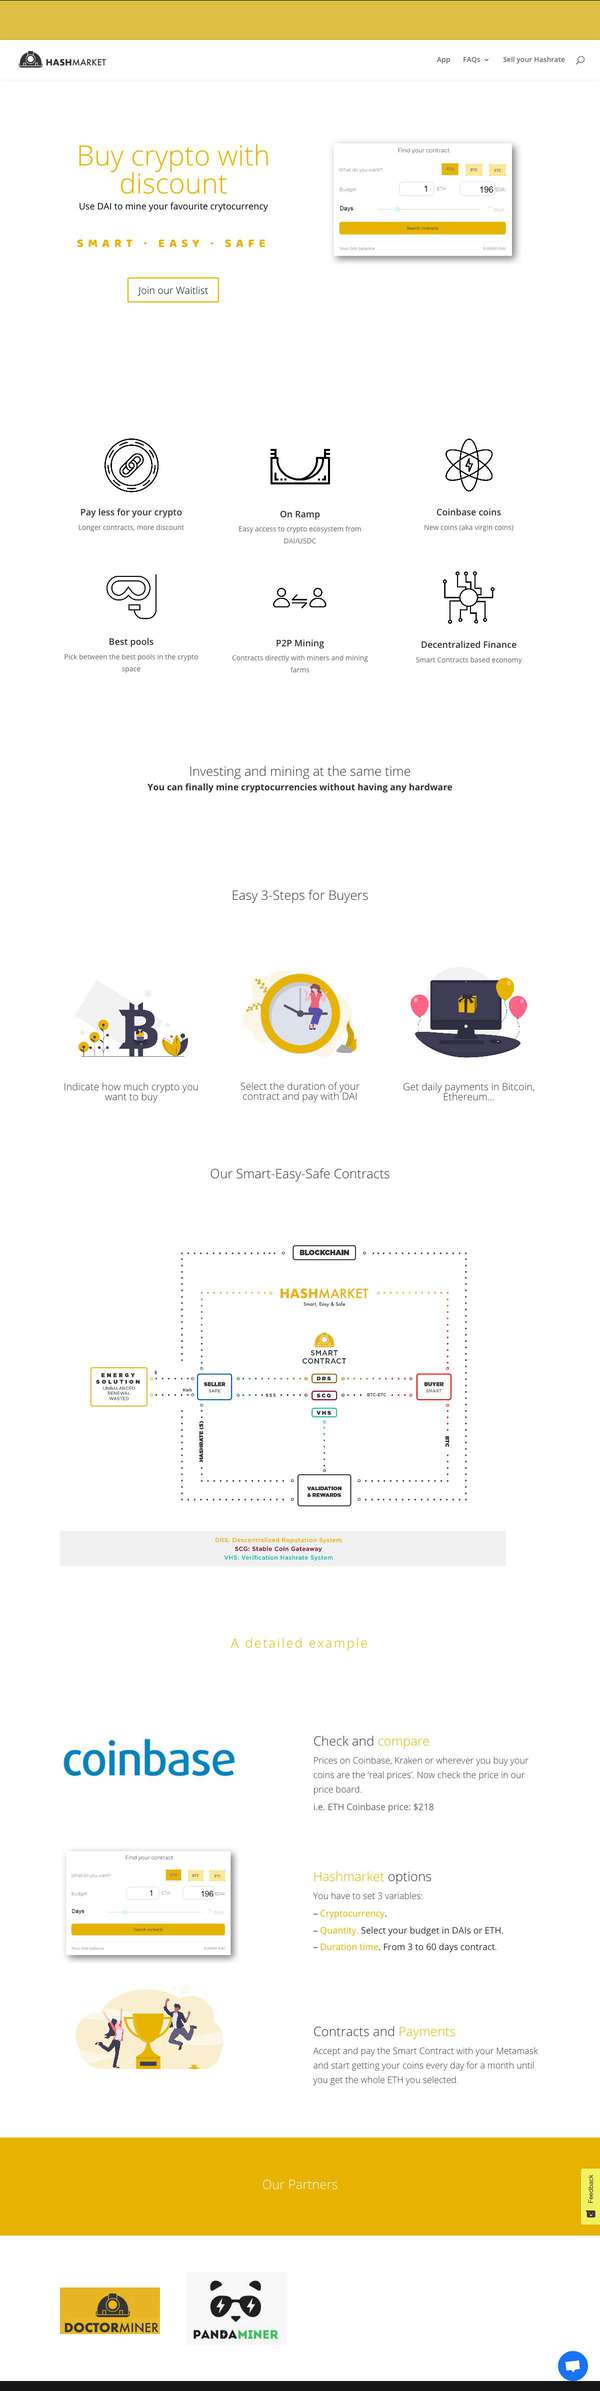 HASHMARKET
App
FAQs
Sell your Hashrate
Buy crypto with
discount
Use DAI to mine your favourite crytocurrency
SMART · EASY · SAFE
Join our Waitlist
Find your contract
What do you want?
Budget
1
ETH
196
Days
Search contracts
Pay less for your crypto
Longer contracts, more discount
On Ramp
Easy access to crypto ecosystem from
DAI/USDC
Coinbase coins
New coins (aka virgin coins)
Best pools
Pick between the best pools in the crypto
space
P2P Mining
Contracts directly with miners and mining
farms
Decentralized Finance
Smart Contracts based economy
Investing and mining at the same time
You can finally mine cryptocurrencies without having any hardware
Easy 3-Steps for Buyers
Indicate how much crypto you
want to buy
Select the duration of your
contract and pay with DAI
Get daily payments in Bitcoin,
Ethereum...
Our Smart-Easy-Safe Contracts
BLOCKCHAIN
HASHMARKET
Smart, Easy & Safe
SMART
CONTRACT
ENERGY
SOLUTION
UNBALANCED
RENEWAL
WASTED
$
KWh
SELLER
SAFE
DRS
$$$
SCG
BTC-ETC
VHS
BUYER
SMART
HASHRATE (S)
BTC
VALIDATION
& REWARDS
DRS: Descentralized Reputation System
SCG: Stable Coin Gateaway
VHS: Verification Hashrate System
A detailed example
coinbase
Check and compare
Prices on Coinbase, Kraken or wherever you buy your
coins are the ‘real prices’. Now check the price in our
price board.
i.e. ETH Coinbase price: $218
Find your contract
What do you want?
Budget
1
ETH
196
Days
Search contracts
Hashmarket options
You have to set 3 variables:
– Cryptocurrency.
– Quantity. Select your budget in DAIs or ETH.
– Duration time. From 3 to 60 days contract.
Contracts and Payments
Accept and pay the Smart Contract with your Metamask
and start getting your coins every day for a month until
you get the whole ETH you selected.
Our Partners
Feedback
DOCTORMINER
PANDAMINER